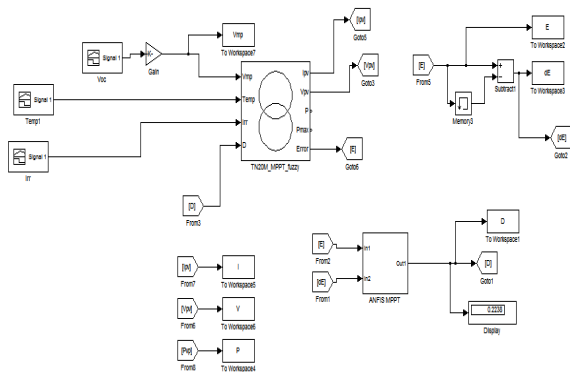 Signal 1
Voc
K-
Gain
Vmp
To Workspace7
Signal 1
Temp1
Signal 1
Irr
Vmp
Temp
Irr
D
Ipv
Vpv
P
Pmax
Error
TN20M_MPPT_fuzzy
[Ipv]
Goto5
[Vpv]
Goto3
[E]
Goto6
[D]
From3
[E]
From5
Memory3
Subtract1
E
To Workspace2
dE
To Workspace3
[dE]
Goto2
[Ipv]
From7
I
To Workspace5
[Vpv]
From6
V
To Workspace6
[Pxp]
From8
P
To Workspace4
[E]
From2
[dE]
From1
In1
In2
Out1
ANFIS MPPT
D
To Workspace1
[D]
Goto1
0.2238
Display